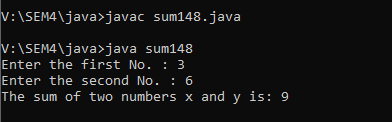 V:\SEM4\java>javac sum148.java
V:\SEM4\java>java sum148
Enter the first No. : 3
Enter the second No. : 6
The sum of two numbers x and y is: 9